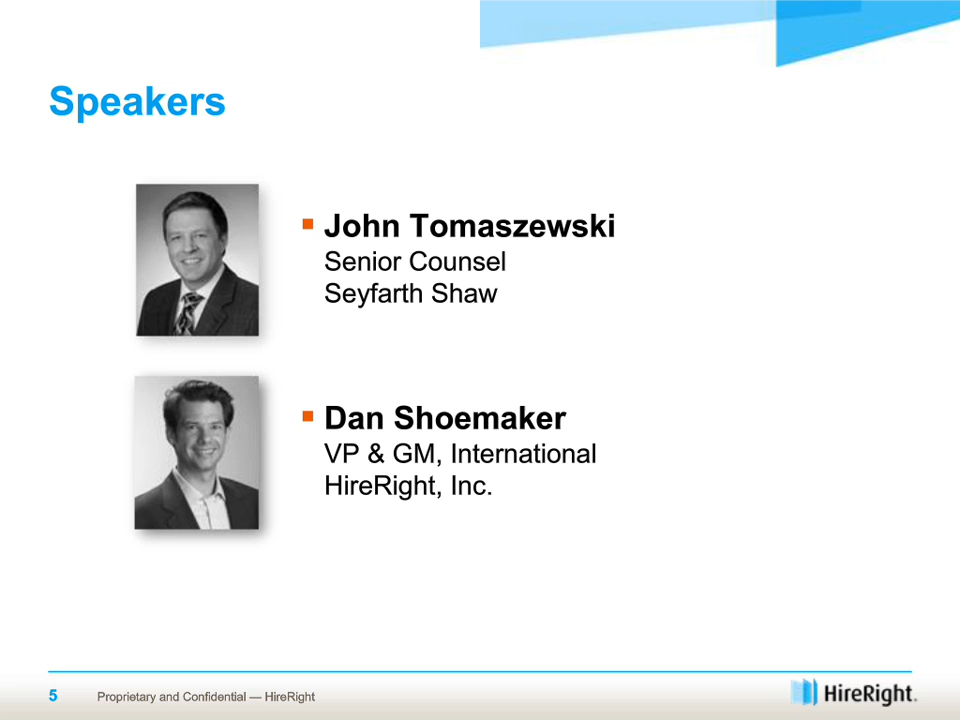 Speakers
John Tomaszewski
Senior Counsel
Seyfarth Shaw
Dan Shoemaker
VP & GM, International
HireRight, Inc.
5 Proprietary and Confidential — HireRight
HireRight